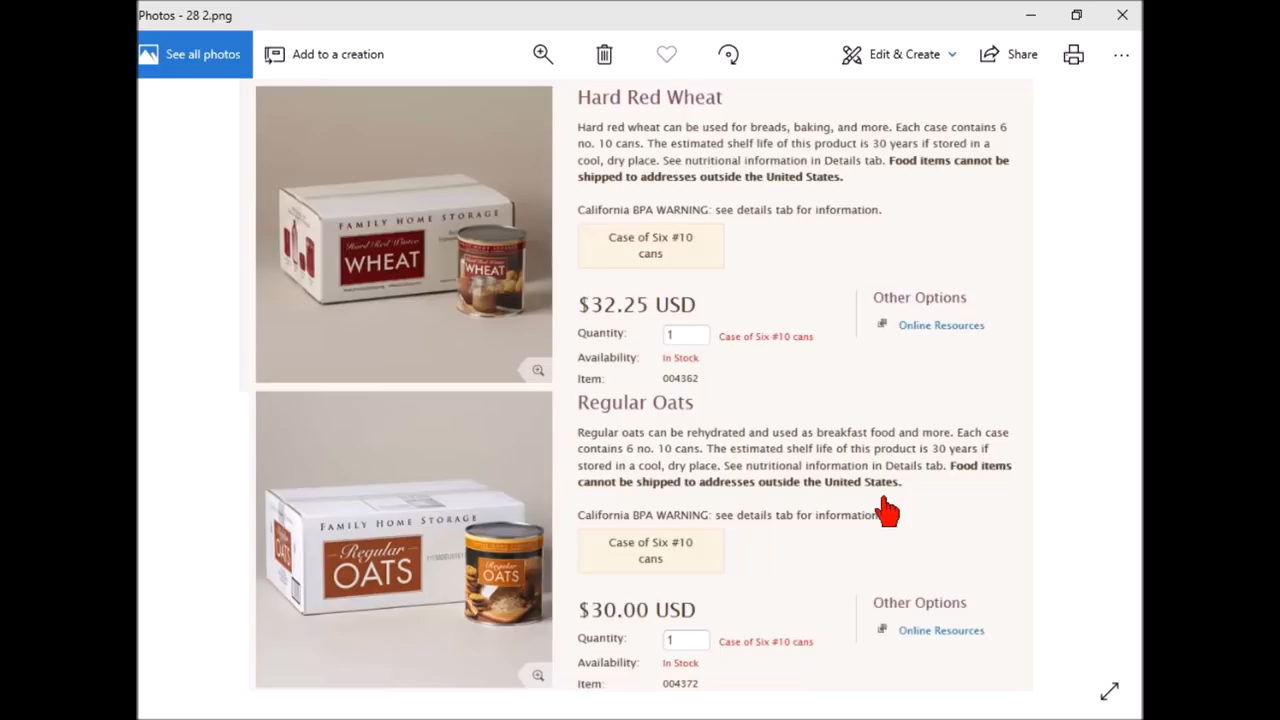 Photos - 28 2.png
See all photos
Add to a creation
Edit & Create
Share
Hard Red Wheat
Hard red wheat can be used for breads, baking, and more. Each case contains 6
no. 10 cans. The estimated shelf life of this product is 30 years if stored in a
cool, dry place. See nutritional information in Details tab. Food items cannot be
shipped to addresses outside the United States.
California BPA WARNING: see details tab for information.
Case of Six #10
cans
$32.25 USD
Quantity: 1 Case of Six #10 cans
Availability: In Stock
Item: 004362
Other Options
Online Resources
FAMILY HOME STORAGE
Hard Red Winter
WHEAT
WHEAT
Regular Oats
Regular oats can be rehydrated and used as breakfast food and more. Each case
contains 6 no. 10 cans. The estimated shelf life of this product is 30 years if
stored in a cool, dry place. See nutritional information in Details tab. Food items
cannot be shipped to addresses outside the United States.
California BPA WARNING: see details tab for information
Case of Six #10
cans
$30.00 USD
Quantity: 1 Case of Six #10 cans
Availability: In Stock
Item: 004372
Other Options
Online Resources
FAMILY HOME STORAGE
Regular
OATS
OATS
Regular
OATS